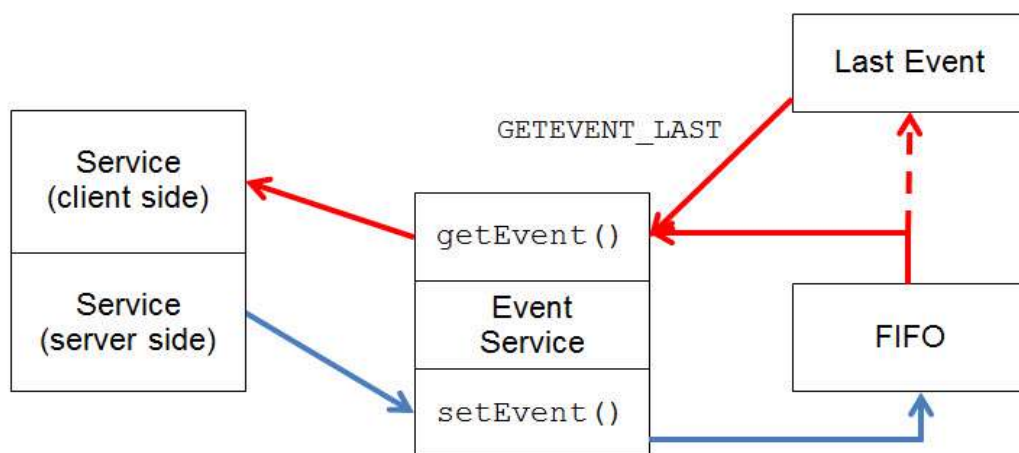 Last Event
GETEVENT_LAST
Service
(client side)
getEvent()
Service
(server side)
Event
Service
FIFO
setEvent()